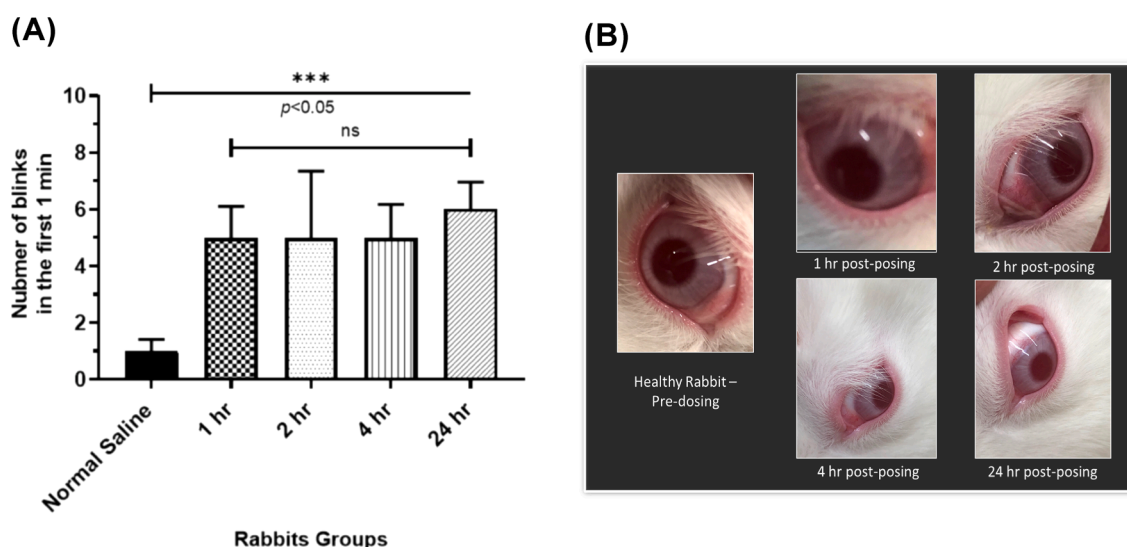 (A)
***
p<0.05
ns
10
8
6
4
2
0
Nubmer of blinks
in the first 1 min
Normal Saline
1 hr
2 hr
4 hr
24 hr
Rabbits Groups
(B)
Healthy Rabbit –
Pre-dosing
1 hr post-posing
2 hr post-posing
4 hr post-posing
24 hr post-posing